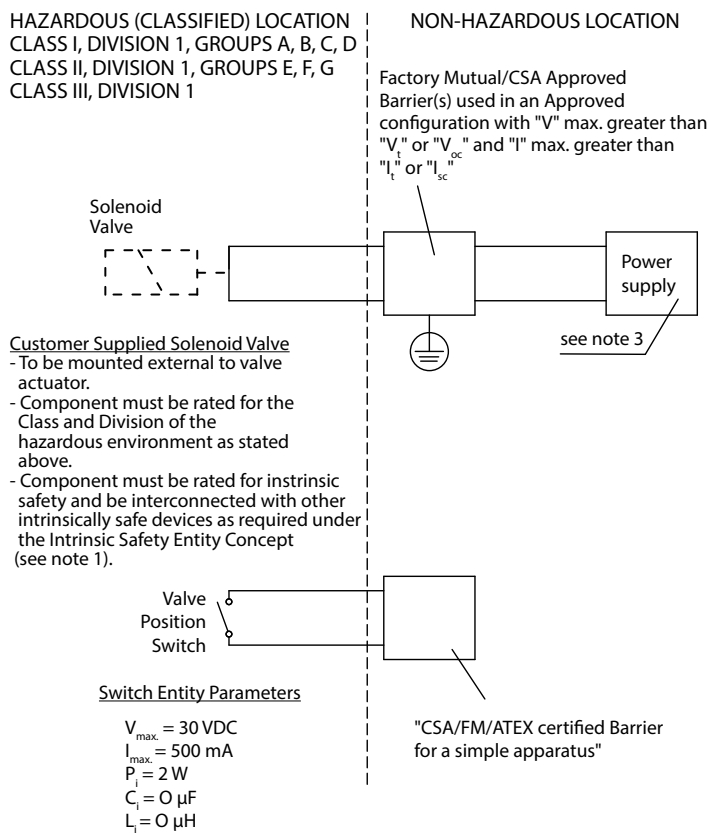 HAZARDOUS (CLASSIFIED) LOCATION
CLASS I, DIVISION 1, GROUPS A, B, C, D
CLASS II, DIVISION 1, GROUPS E, F, G
CLASS III, DIVISION 1
NON-HAZARDOUS LOCATION
Factory Mutual/CSA Approved
Barrier(s) used in an Approved
configuration with "V" max. greater than
"Vt" or "Voc" and "I" max. greater than
"It" or "Isc"
Solenoid
Valve
Power
supply
see note 3
Customer Supplied Solenoid Valve
- To be mounted external to valve
actuator.
- Component must be rated for the
Class and Division of the
hazardous environment as stated
above.
- Component must be rated for instrinsic
safety and be interconnected with other
intrinsically safe devices as required under
the Intrinsic Safety Entity Concept
(see note 1).
Valve
Position
Switch
Switch Entity Parameters
Vmax. = 30 VDC
Imax. = 500 mA
Pi = 2 W
Ci = O µF
Li = O µH
"CSA/FM/ATEX certified Barrier
for a simple apparatus"